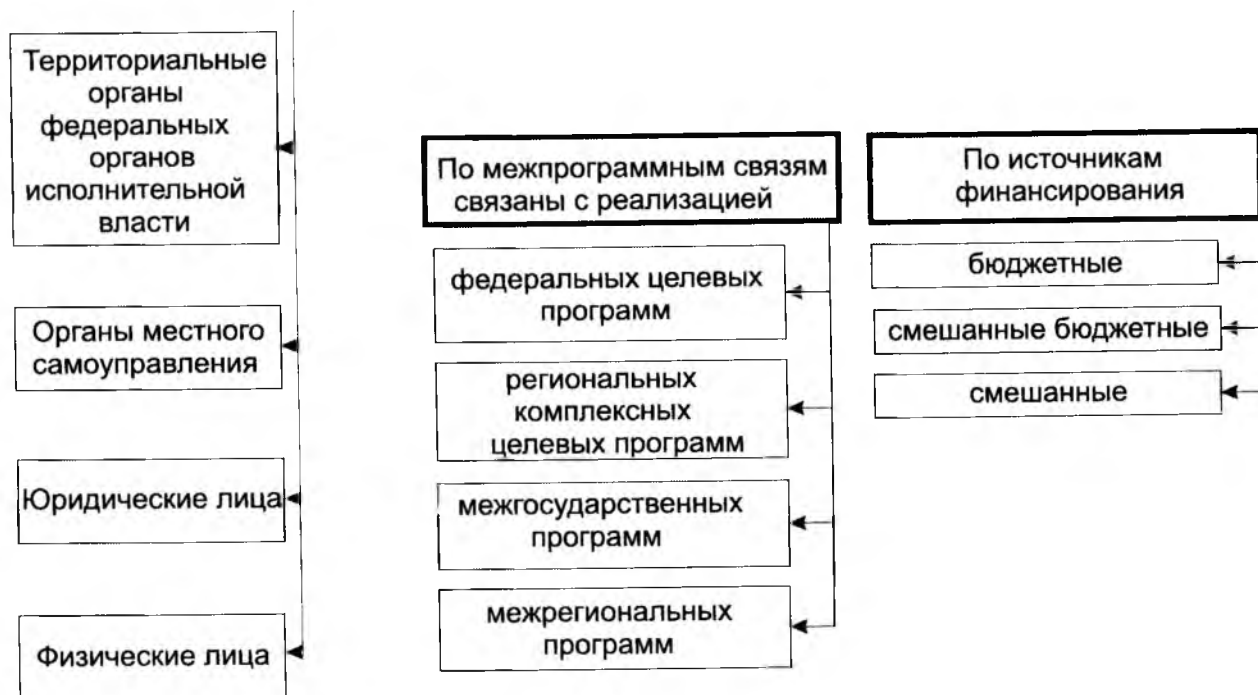 Территориальные
органы
федеральных
органов
исполнительной
власти
Органы местного
самоуправления
Юридические лица
Физические лица
По межпрограммным связям
связаны с реализацией
федеральных целевых
программ
региональных
комплексных
целевых программ
межгосударственных
программ
межрегиональных
программ
По источникам
финансирования
бюджетные
смешанные бюджетные
смешанные